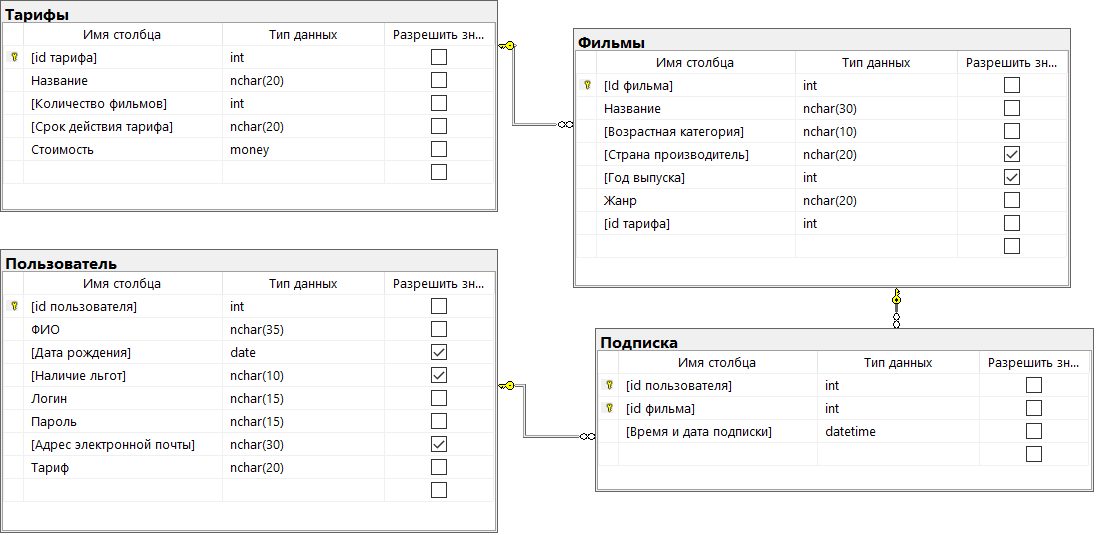 Тарифы
Имя столбца Тип данных Разрешить зн...
[id тарифа] int
Название nchar(20)
[Количество фильмов] int
[Срок действия тарифа] nchar(20)
Стоимость money
Фильмы
Имя столбца Тип данных Разрешить зн...
[Id фильма] int
Название nchar(30)
[Возрастная категория] nchar(10)
[Страна производитель] nchar(20)
[Год выпуска] int
Жанр nchar(20)
[id тарифа] int
Пользователь
Имя столбца Тип данных Разрешить зн...
[id пользователя] int
ФИО nchar(35)
[Дата рождения] date
[Наличие льгот] nchar(10)
Логин nchar(15)
Пароль nchar(15)
[Адрес электронной почты] nchar(30)
Тариф nchar(20)
Подписка
Имя столбца Тип данных Разрешить зн...
[id пользователя] int
[id фильма] int
[Время и дата подписки] datetime